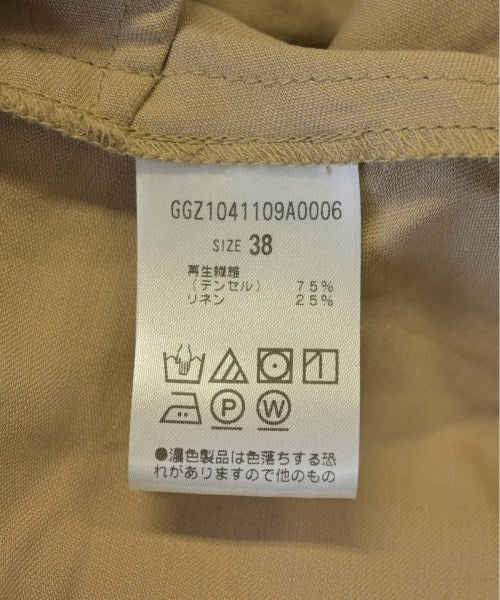 GGZ1041109A0006
SIZE 38
再生繊維
（テンセル） 75％
リネン 25％
P W
●濃色製品は色落ちする恐
れがありますので他のもの